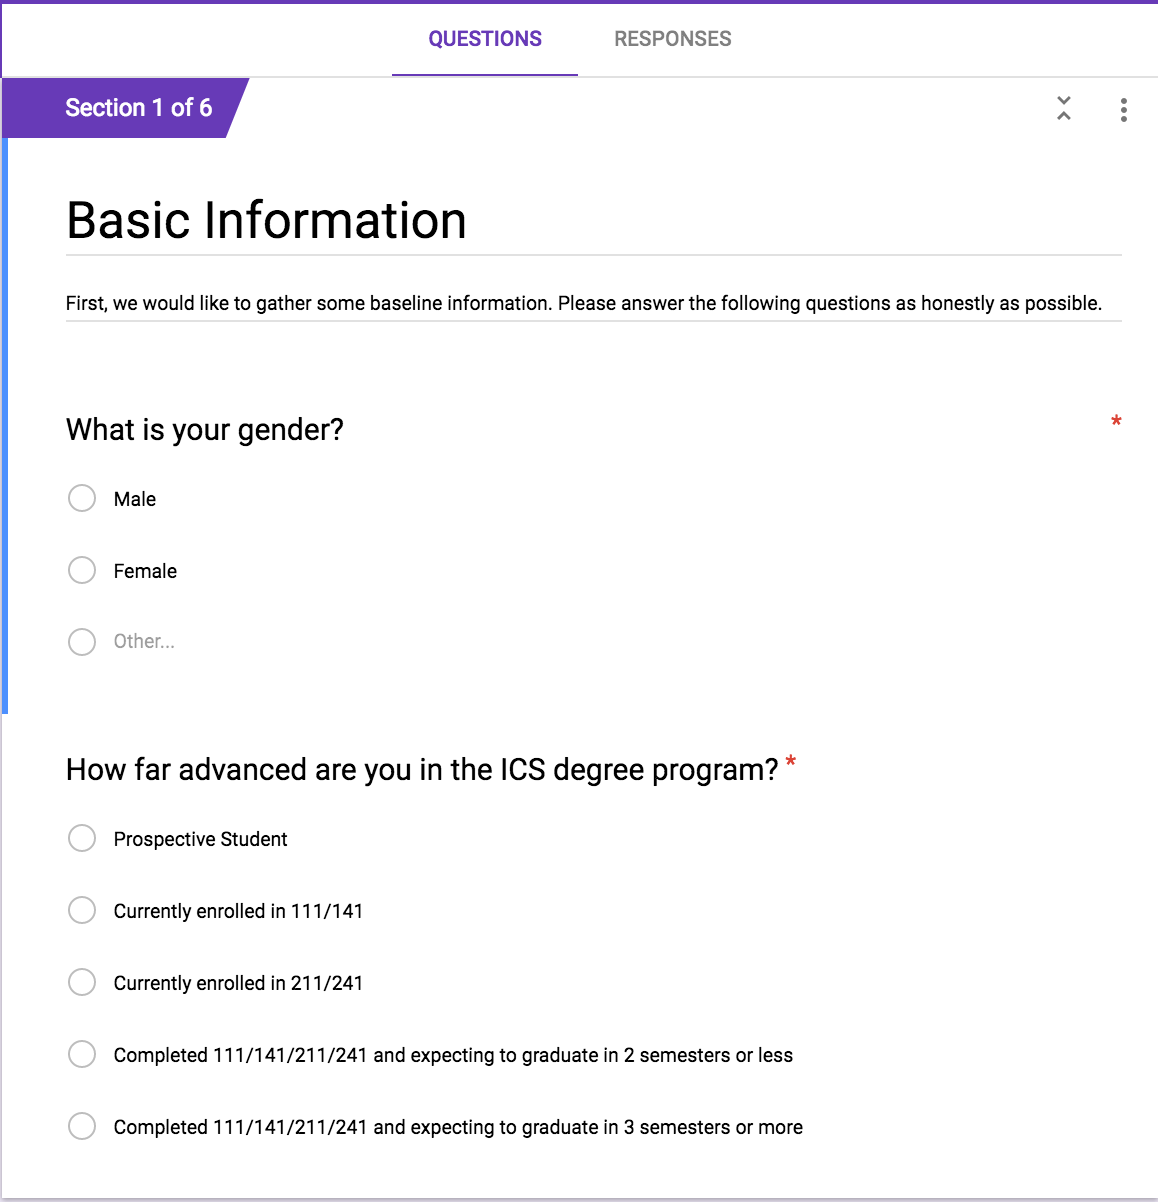 QUESTIONS RESPONSES
Section 1 of 6
Basic Information
First, we would like to gather some baseline information. Please answer the following questions as honestly as possible.
What is your gender? *
Male
Female
Other...
How far advanced are you in the ICS degree program? *
Prospective Student
Currently enrolled in 111/141
Currently enrolled in 211/241
Completed 111/141/211/241 and expecting to graduate in 2 semesters or less
Completed 111/141/211/241 and expecting to graduate in 3 semesters or more